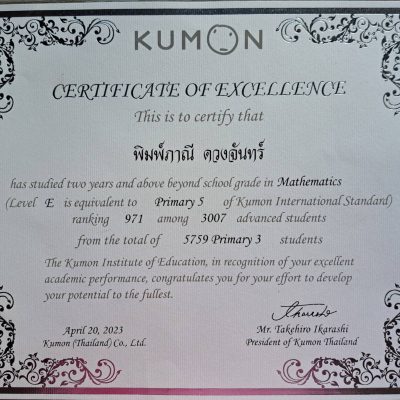 KUMON
CERTIFICATE OF EXCELLENCE
This is to certify that
พิมพ์ภาณี ดวงจันทร์
has studied two years and above beyond school grade in Mathematics
(Level E is equivalent to Primary 5 of Kumon International Standard)
ranking 971 among 3007 advanced students
from the total of 5759 Primary 3 students
The Kumon Institute of Education, in recognition of your excellent
academic performance, congratulates you for your effort to develop
your potential to the fullest.
April 20, 2023
Kumon (Thailand) Co., Ltd.
Mr. Takehiro Ikarashi
President of Kumon Thailand